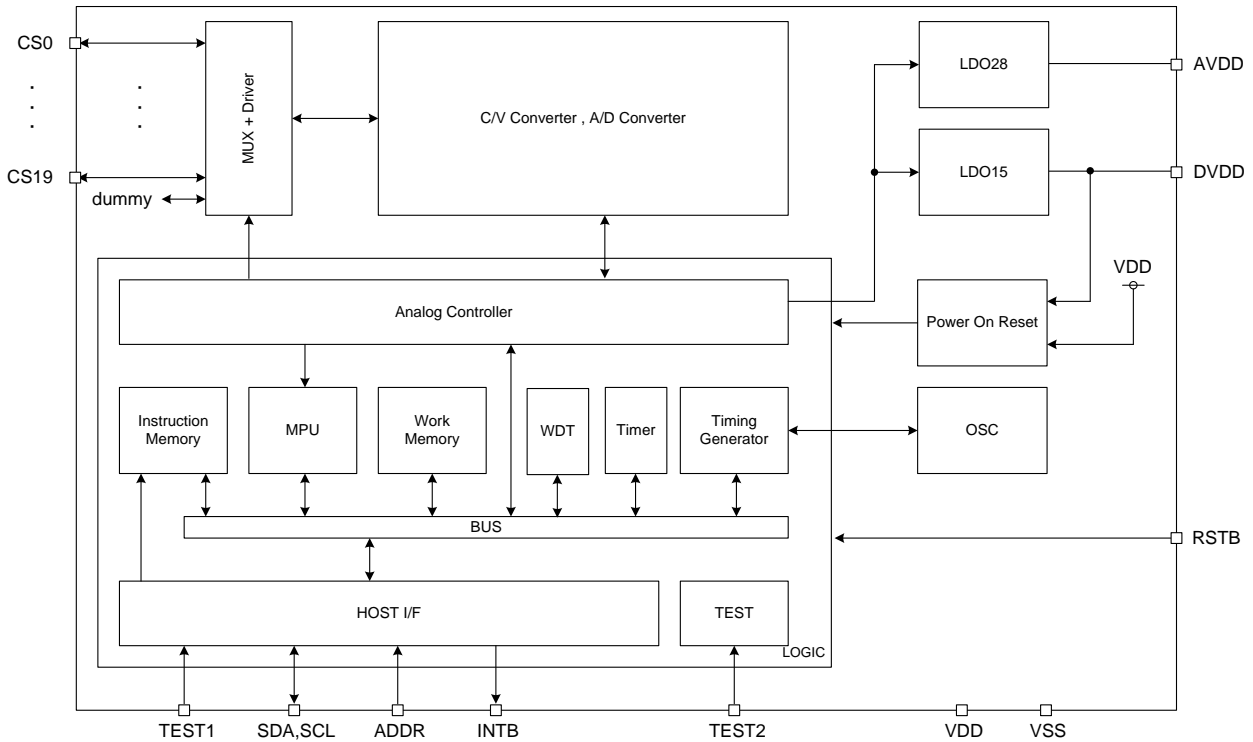 CS0
CS19
dummy
MUX + Driver
C/V Converter , A/D Converter
LDO28
AVDD
LDO15
DVDD
VDD
Analog Controller
Power On Reset
Instruction
Memory
MPU
Work
Memory
WDT
Timer
Timing
Generator
OSC
BUS
RSTB
HOST I/F
TEST
LOGIC
TEST1
SDA,SCL
ADDR
INTB
TEST2
VDD
VSS